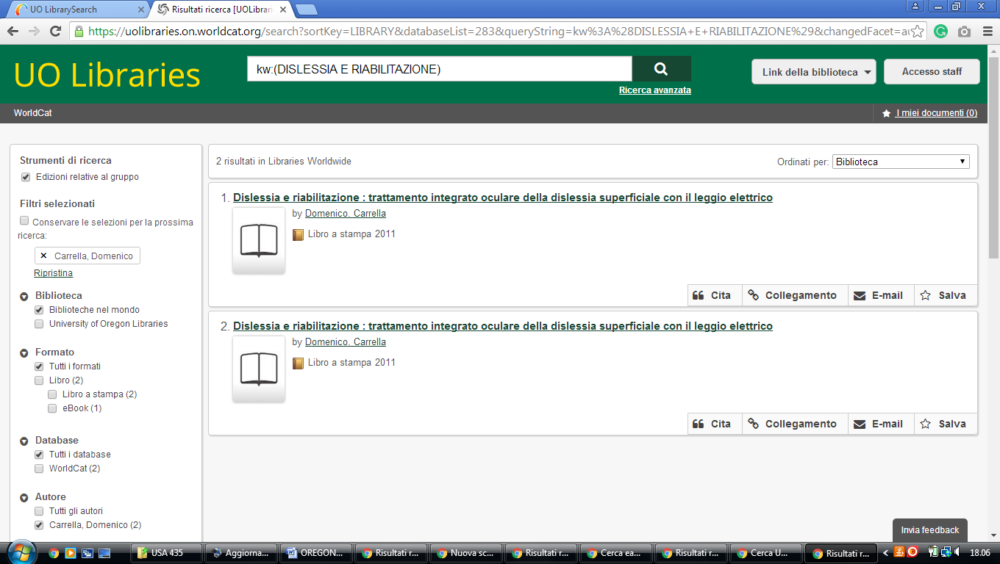 UO LibrarySearch
Risultati ricerca [UOLibrari
https://uolibraries.on.worldcat.org/search?sortKey=LIBRARY&databaseList=283&queryString=kw%3A%28DISLESSIA+E+RIABILITAZIONE%29&changedFacet=au
UO Libraries
kw:(DISLESSIA E RIABILITAZIONE)
Ricerca avanzata
Link della biblioteca
Accesso staff
WorldCat
I miei documenti (0)
Strumenti di ricerca
Edizioni relative al gruppo
Filtri selezionati
Conservare le selezioni per la prossima
ricerca:
Carrella, Domenico
Ripristina
Biblioteca
Biblioteche nel mondo
University of Oregon Libraries
Formato
Tutti i formati
Libro (2)
Libro a stampa (2)
eBook (1)
Database
Tutti i database
WorldCat (2)
Autore
Tutti gli autori
Carrella, Domenico (2)
2 risultati in Libraries Worldwide
Ordinati per: Biblioteca
1. Dislessia e riabilitazione : trattamento integrato oculare della dislessia superficiale con il leggio elettrico
by Domenico. Carrella
Libro a stampa 2011
Cita Collegamento E-mail Salva
2. Dislessia e riabilitazione : trattamento integrato oculare della dislessia superficiale con il leggio elettrico
by Domenico. Carrella
Libro a stampa 2011
Cita Collegamento E-mail Salva
Invia feedback
USA 435
Aggiorna...
OREGON...
Risultati r...
Nuova sc...
Risultati r...
Cerca ea...
Risultati r...
Cerca U...
Risultati r...
18.06